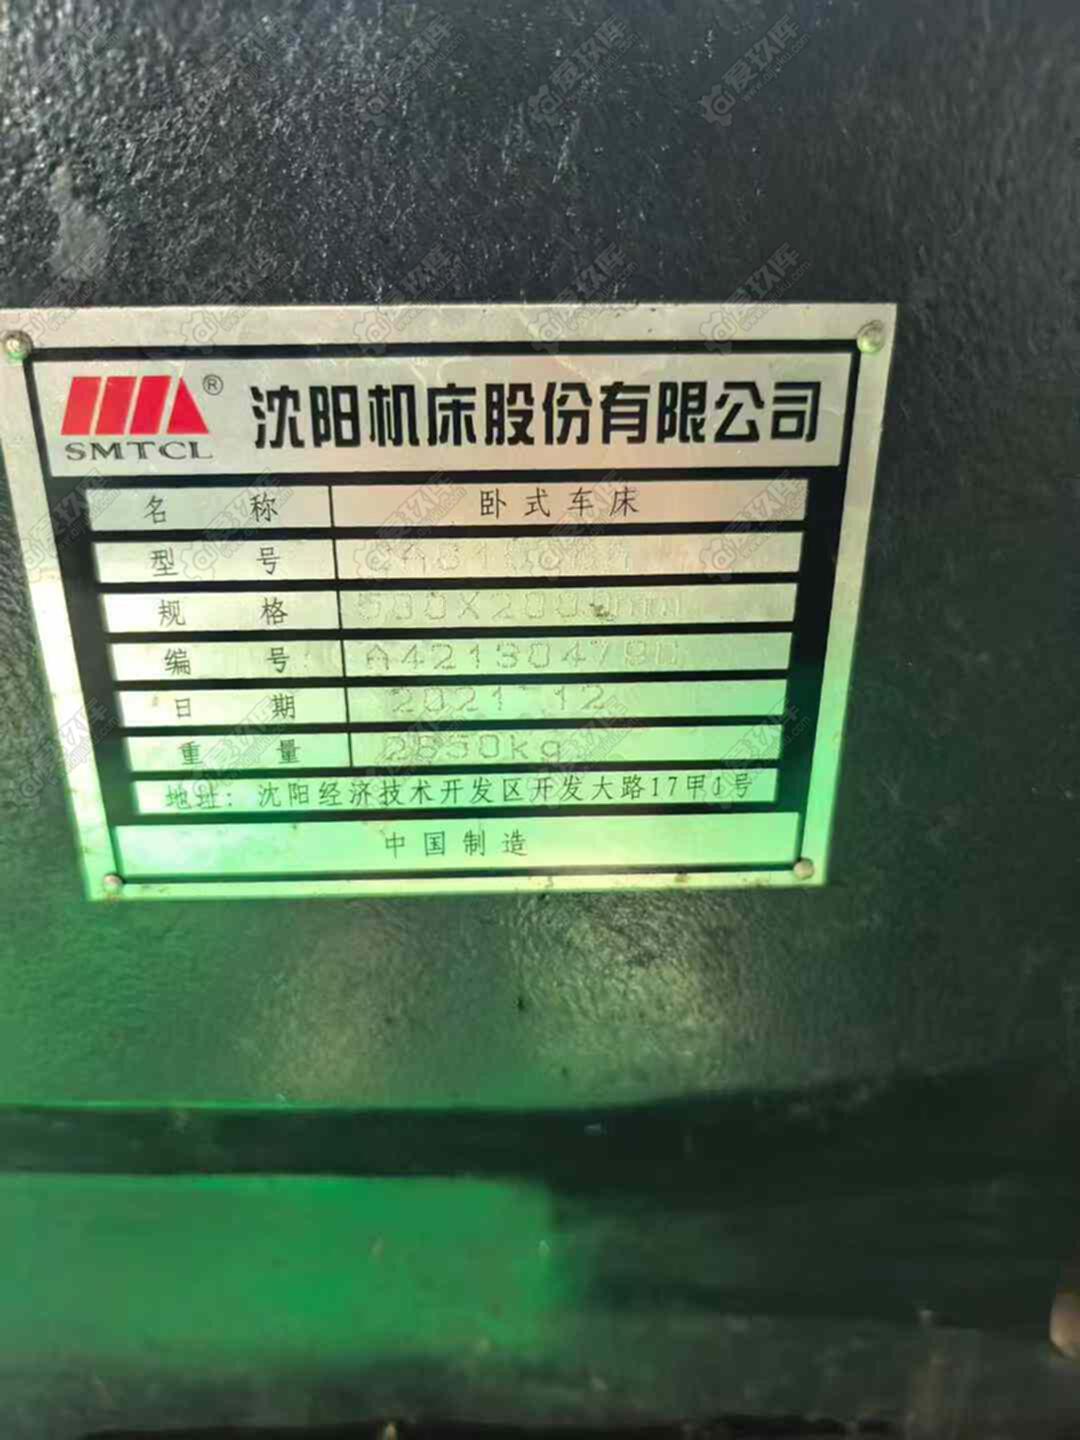 SMTCL ® 沈阳机床股份有限公司
名 称 卧式车床
型 号
规 格
编 号 A42130479D
日 期 2021-12
重 量 2850kg
地址: 沈阳经济技术开发区开发大路17甲1号
中国制造